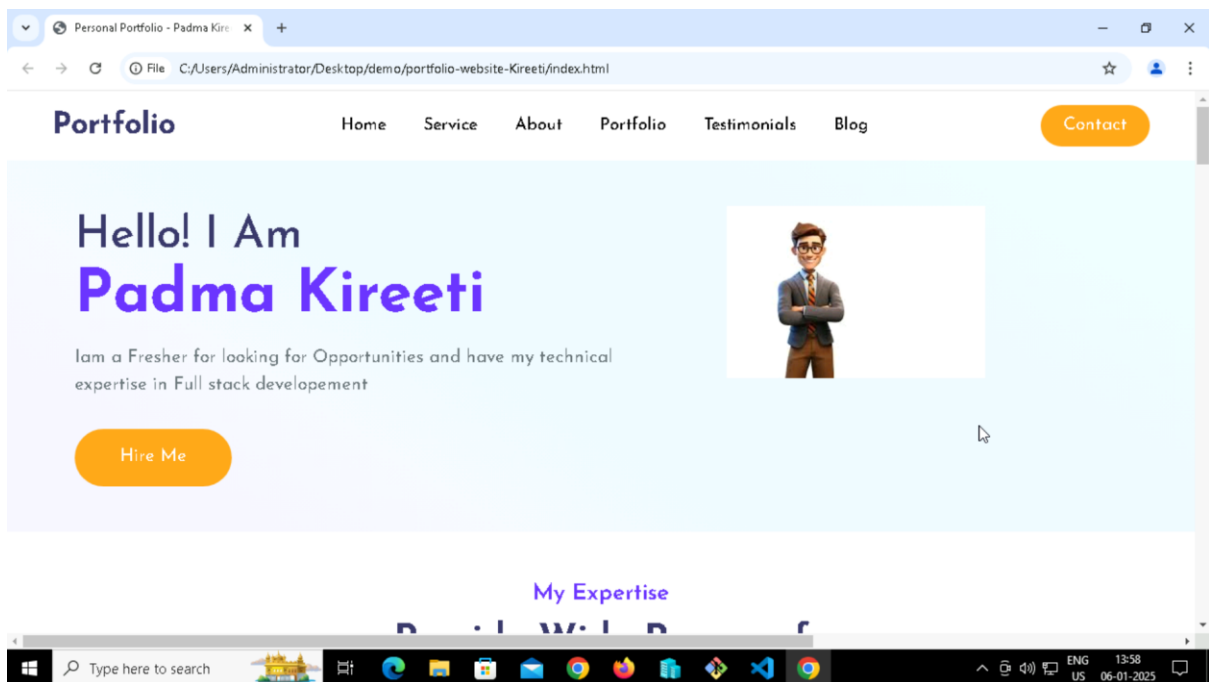 Personal Portfolio - Padma Kire
File C:/Users/Administrator/Desktop/demo/portfolio-website-Kireeti/index.html
Portfolio Home Service About Portfolio Testimonials Blog Contact
Hello! I Am
Padma Kireeti
Iam a Fresher for looking for Opportunities and have my technical
expertise in Full stack developement
Hire Me
My Expertise
Type here to search
ENG 13:58
US 06-01-2025